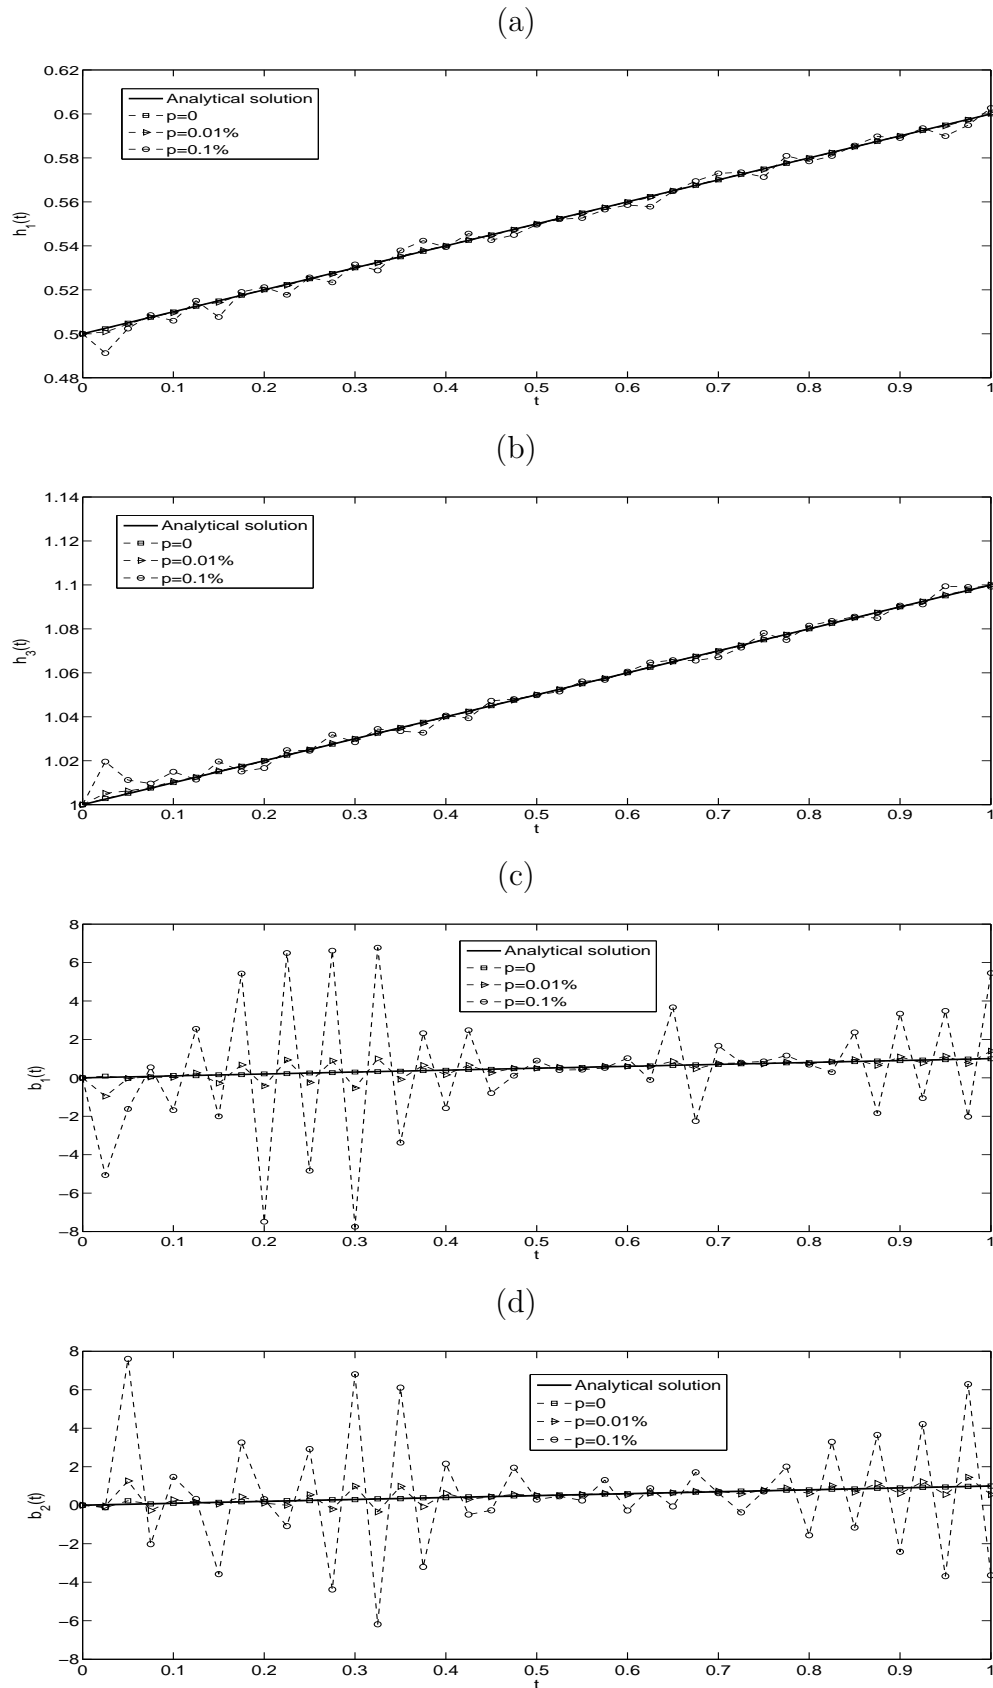 (a)
0.62
0.6
0.58
0.56
0.54
0.52
0.5
0.48
h1(t)
Analytical solution
p=0
p=0.01%
p=0.1%
0 0.1 0.2 0.3 0.4 0.5 0.6 0.7 0.8 0.9 1
t
(b)
1.14
1.12
1.1
1.08
1.06
1.04
1.02
1
h3(t)
Analytical solution
p=0
p=0.01%
p=0.1%
0 0.1 0.2 0.3 0.4 0.5 0.6 0.7 0.8 0.9 1
t
(c)
8
6
4
2
0
−2
−4
−6
−8
b1(t)
Analytical solution
p=0
p=0.01%
p=0.1%
0 0.1 0.2 0.3 0.4 0.5 0.6 0.7 0.8 0.9 1
t
(d)
8
6
4
2
0
−2
−4
−6
−8
b2(t)
Analytical solution
p=0
p=0.01%
p=0.1%
0 0.1 0.2 0.3 0.4 0.5 0.6 0.7 0.8 0.9 1
t